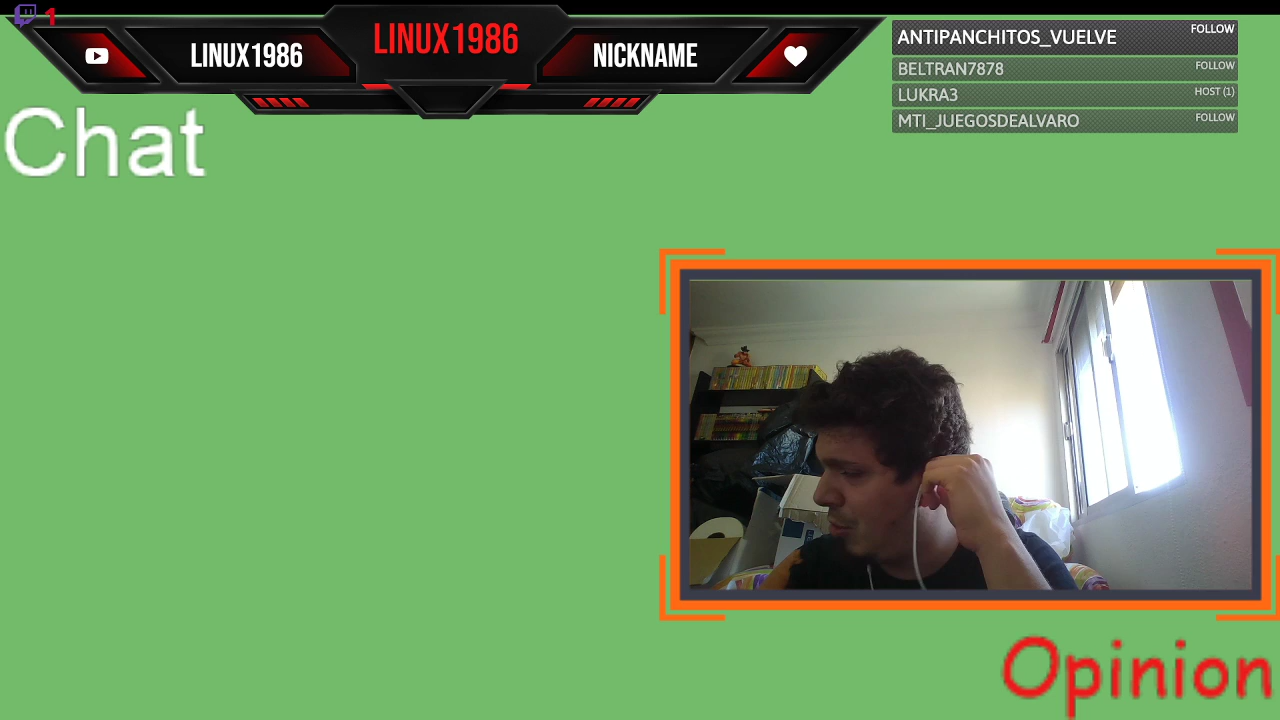 1
LINUX1986
LINUX1986
NICKNAME
ANTIPANCHITOS_VUELVE FOLLOW
BELTRAN7878 FOLLOW
LUKRA3 HOST (1)
MTI_JUEGOSDEALVARO FOLLOW
Chat
Opinion